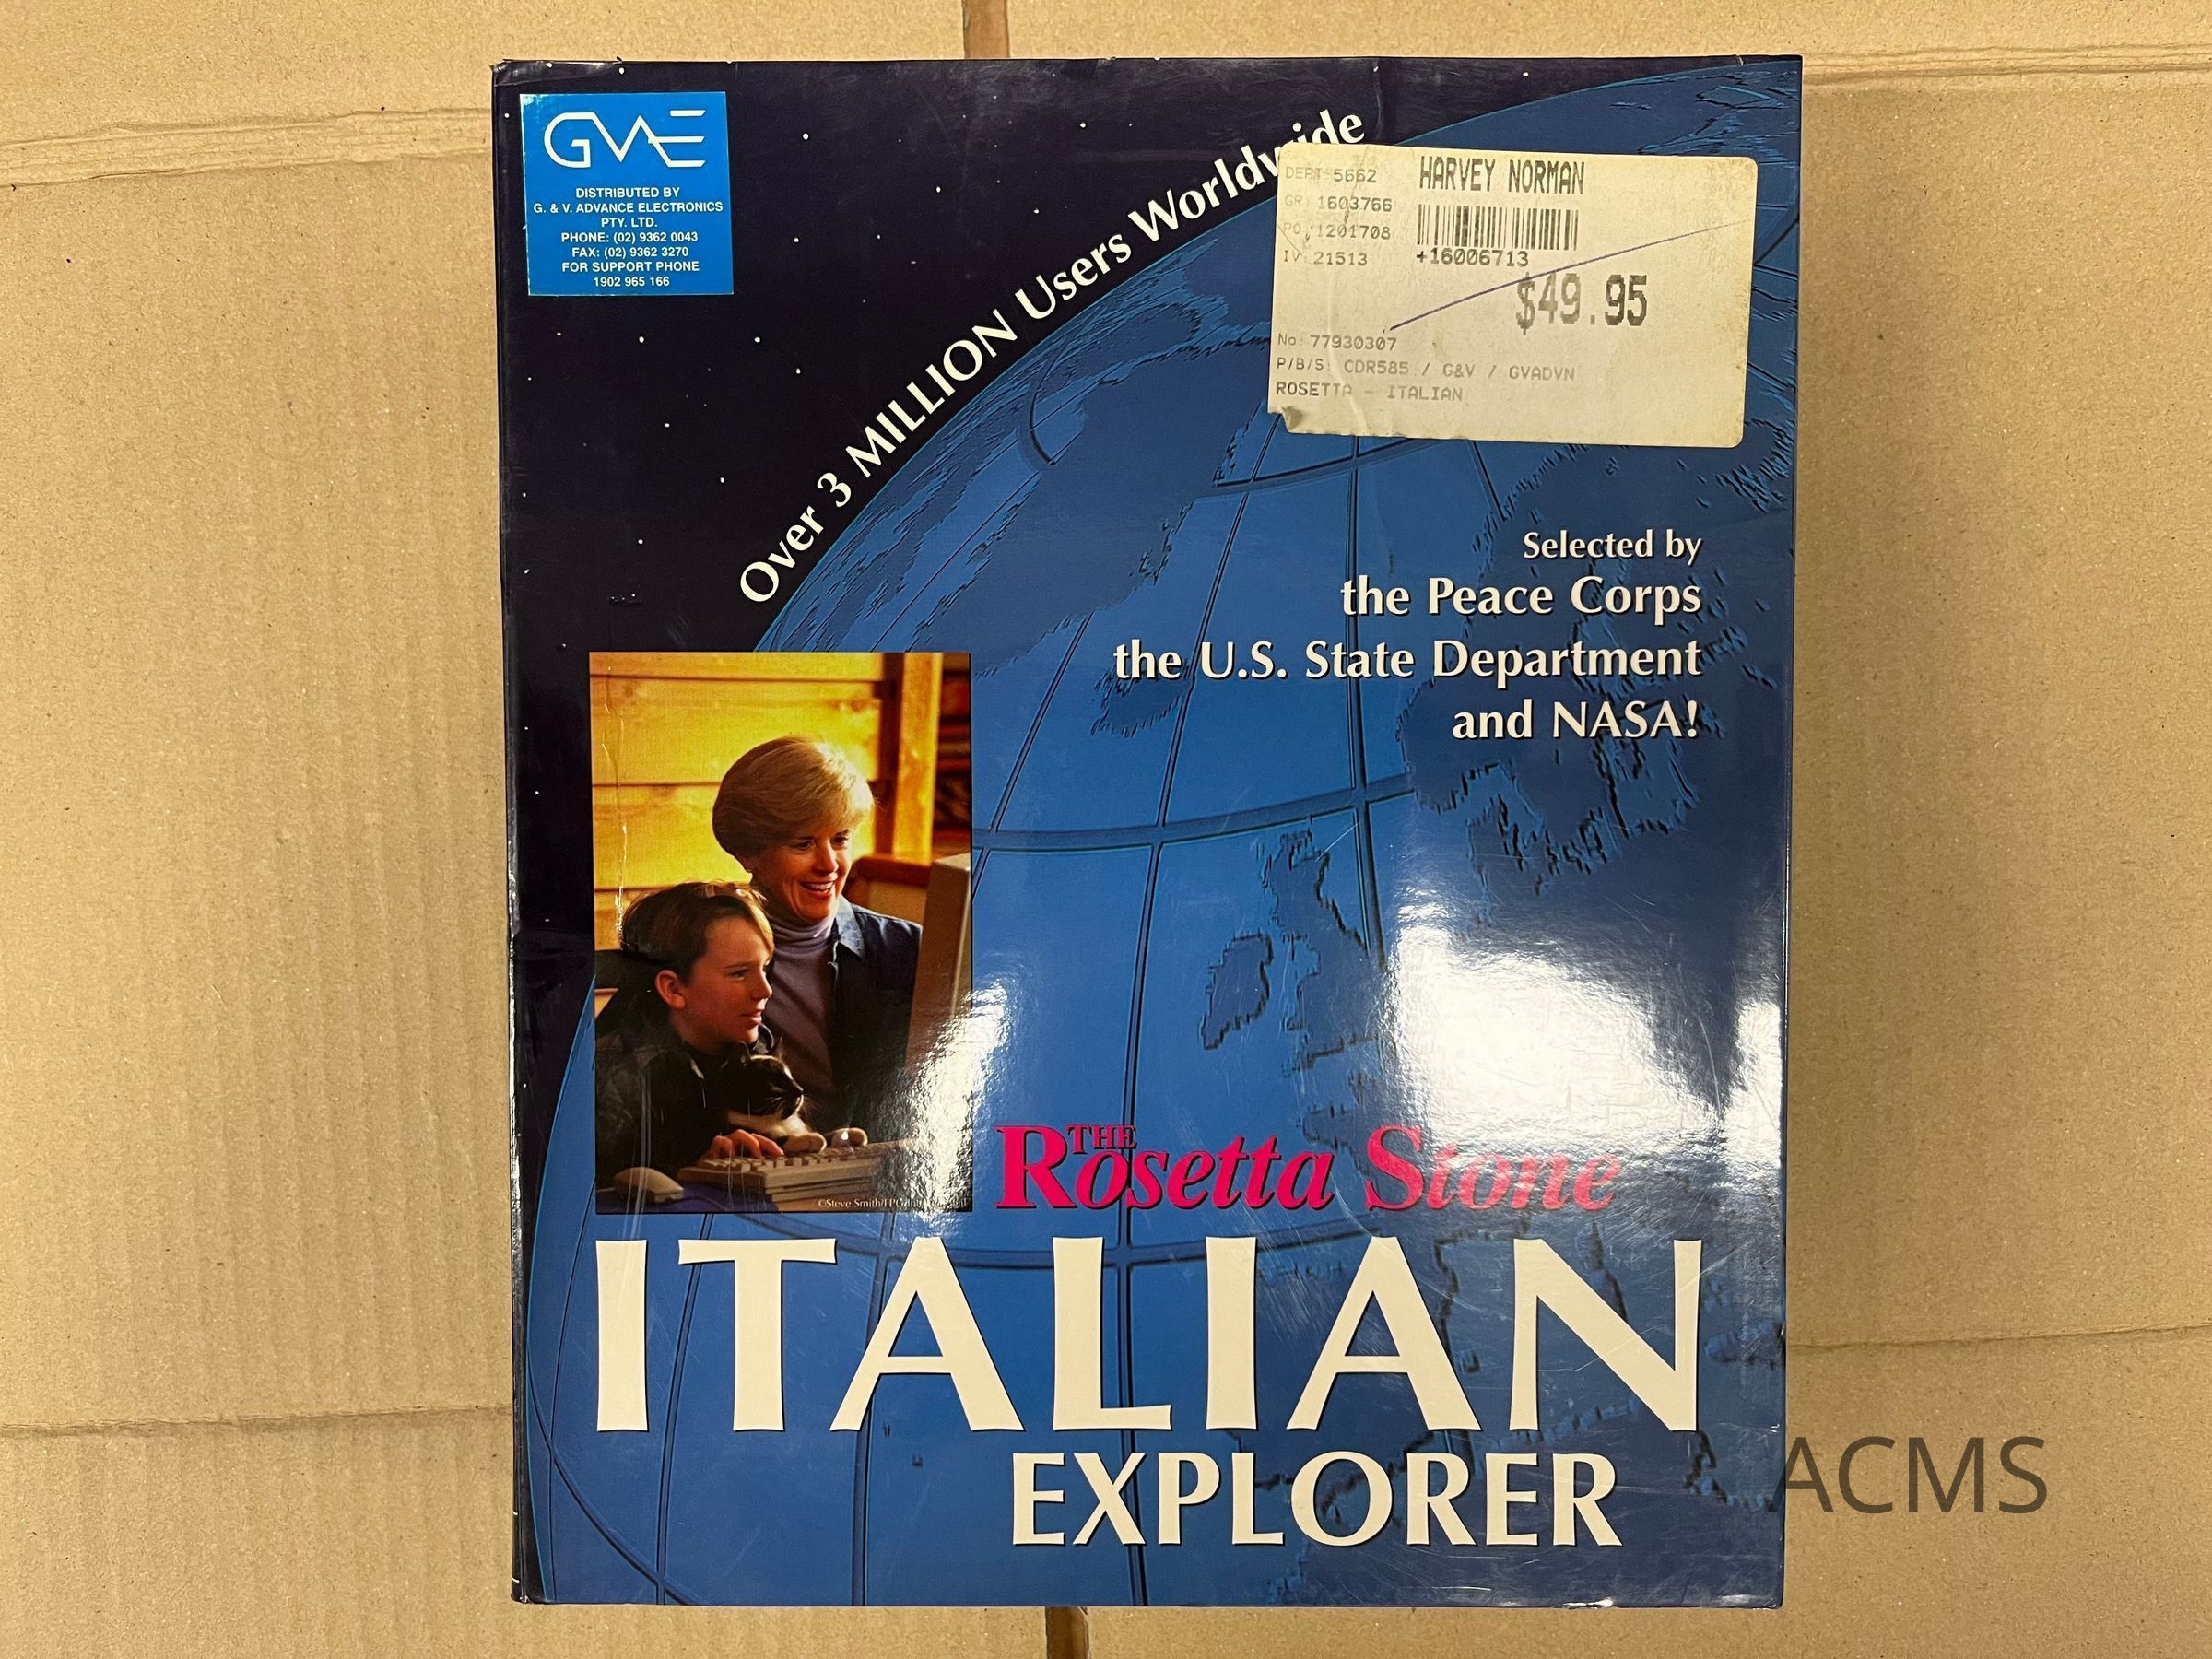 GVAE
DISTRIBUTED BY
G. & V. ADVANCE ELECTRONICS
PTY. LTD.
PHONE: (02) 9362 0043
FAX: (02) 9362 3270
FOR SUPPORT PHONE
1902 965 166
Over 3 MILLION Users Worldwide
DEPT 5662
HARVEY NORMAN
GR: 1603766
PO: 1201708
IV: 21513
+16006713
$49.95
No: 77930307
P/B/S: CDR585 / G&V / GVADVN
ROSETTA - ITALIAN
Selected by
the Peace Corps
the U.S. State Department
and NASA!
©Steve Smith/FPG
THE
Rosetta Stone
ITALIAN
EXPLORER
ACMS